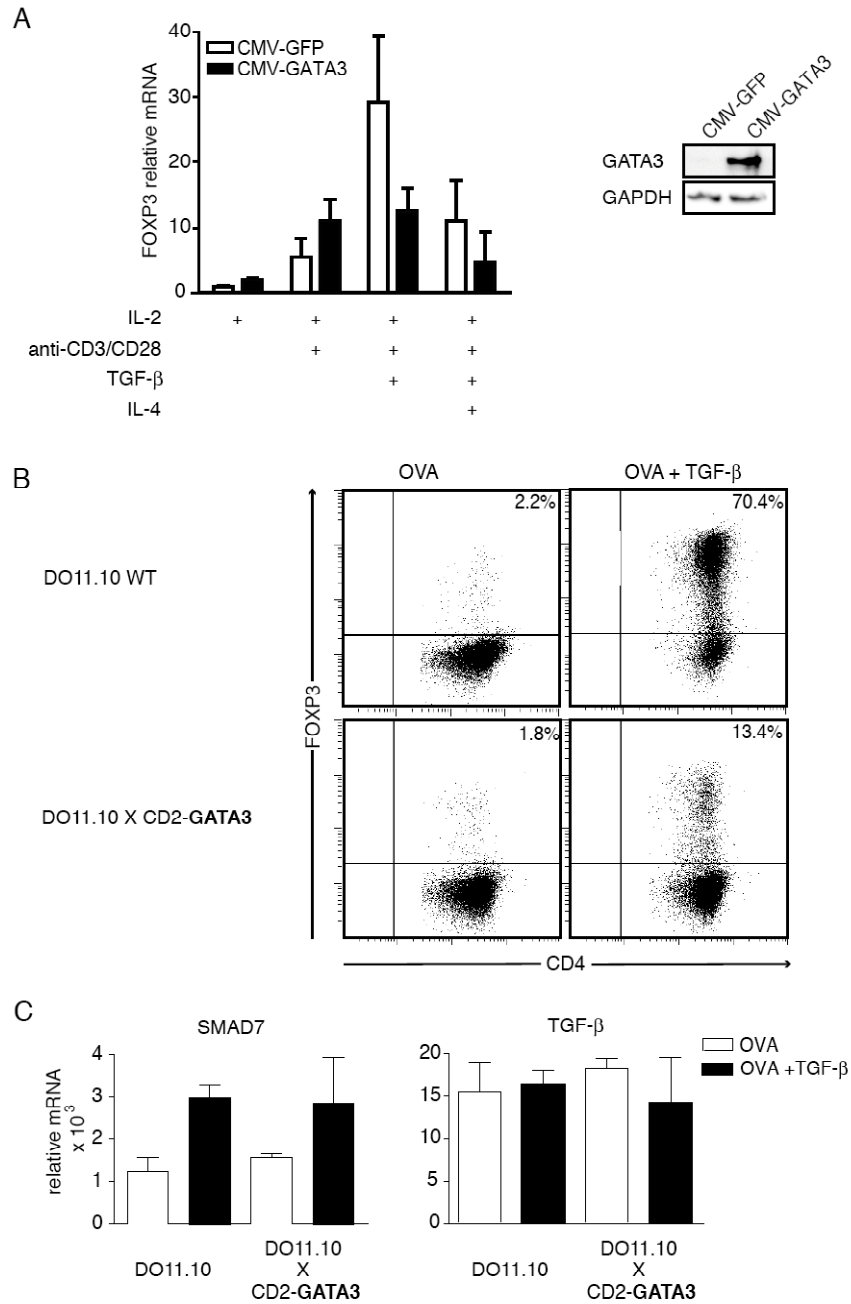 A
40
30
20
10
0
FOXP3 relative mRNA
CMV-GFP
CMV-GATA3
IL-2 + + + +
anti-CD3/CD28 + + +
TGF-β + +
IL-4 +
CMV-GFP
CMV-GATA3
GATA3
GAPDH
B
OVA
OVA + TGF-β
DO11.10 WT
2.2%
70.4%
DO11.10 X CD2-GATA3
1.8%
13.4%
FOXP3
CD4
C
SMAD7
relative mRNA
x 10³
4
3
2
1
0
DO11.10
DO11.10
X
CD2-GATA3
TGF-β
20
15
10
5
0
DO11.10
DO11.10
X
CD2-GATA3
OVA
OVA +TGF-β